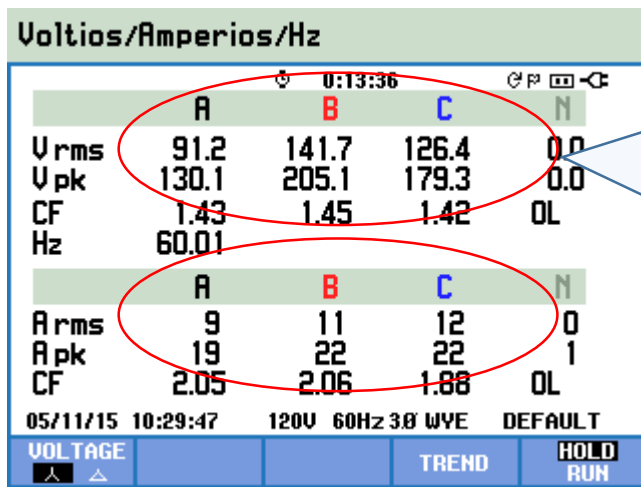 Voltios/Amperios/Hz
0:13:36
A B C N
Vrms 91.2 141.7 126.4 0.0
Vpk 130.1 205.1 179.3 0.0
CF 1.43 1.45 1.42 OL
Hz 60.01
A B C N
Arms 9 11 12 0
Apk 19 22 22 1
CF 2.05 2.06 1.88 OL
05/11/15 10:29:47 120V 60Hz 3Ø WYE DEFAULT
VOLTAGE TREND HOLD
RUN